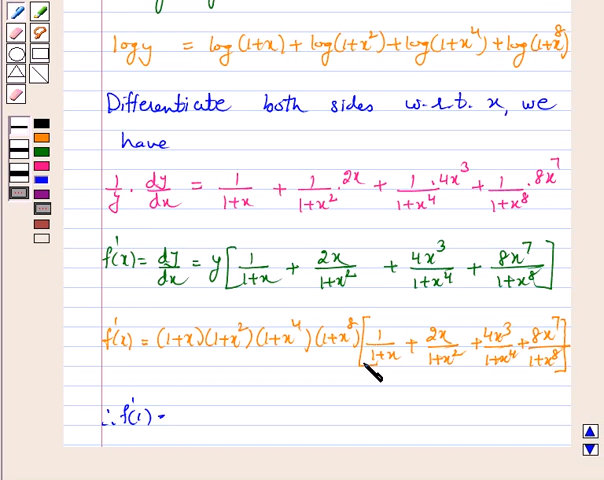 log y = log(1+x) + log(1+x²) + log(1+x⁴) + log(1+x⁸)
Differentiate both sides w.r.t. x, we
have
1/y · dy/dx = 1/(1+x) + 1/(1+x²) · 2x + 1/(1+x⁴) · 4x³ + 1/(1+x⁸) · 8x⁷
f'(x) = dy/dx = y[1/(1+x) + 2x/(1+x²) + 4x³/(1+x⁴) + 8x⁷/(1+x⁸)]
f'(x) = (1+x)(1+x²)(1+x⁴)(1+x⁸)[1/(1+x) + 2x/(1+x²) + 4x³/(1+x⁴) + 8x⁷/(1+x⁸)]
∴ f'(1) =